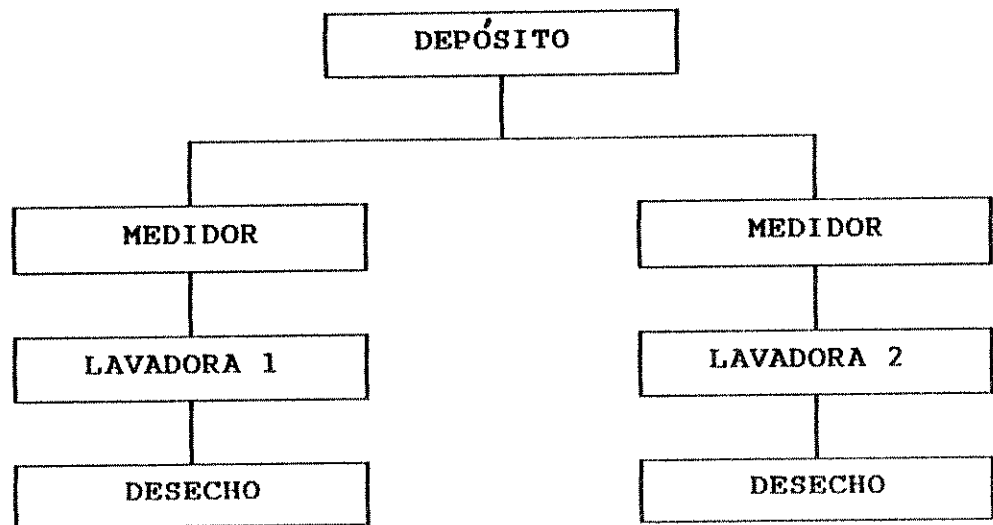 DEPÓSITO
MEDIDOR
MEDIDOR
LAVADORA 1
LAVADORA 2
DESECHO
DESECHO